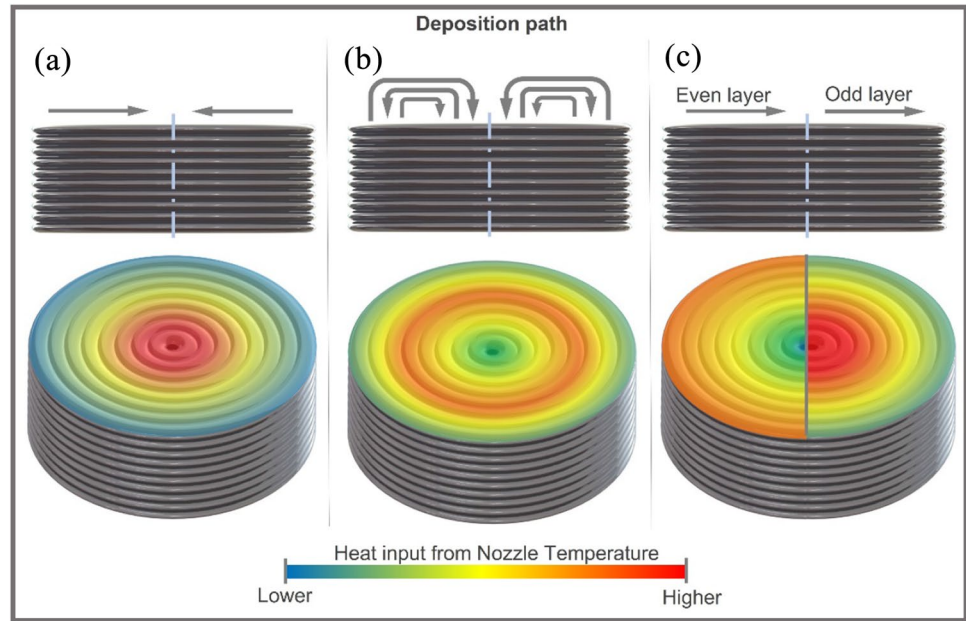 Deposition path
(a)
(b)
(c)
Even layer
Odd layer
Heat input from Nozzle Temperature
Lower
Higher